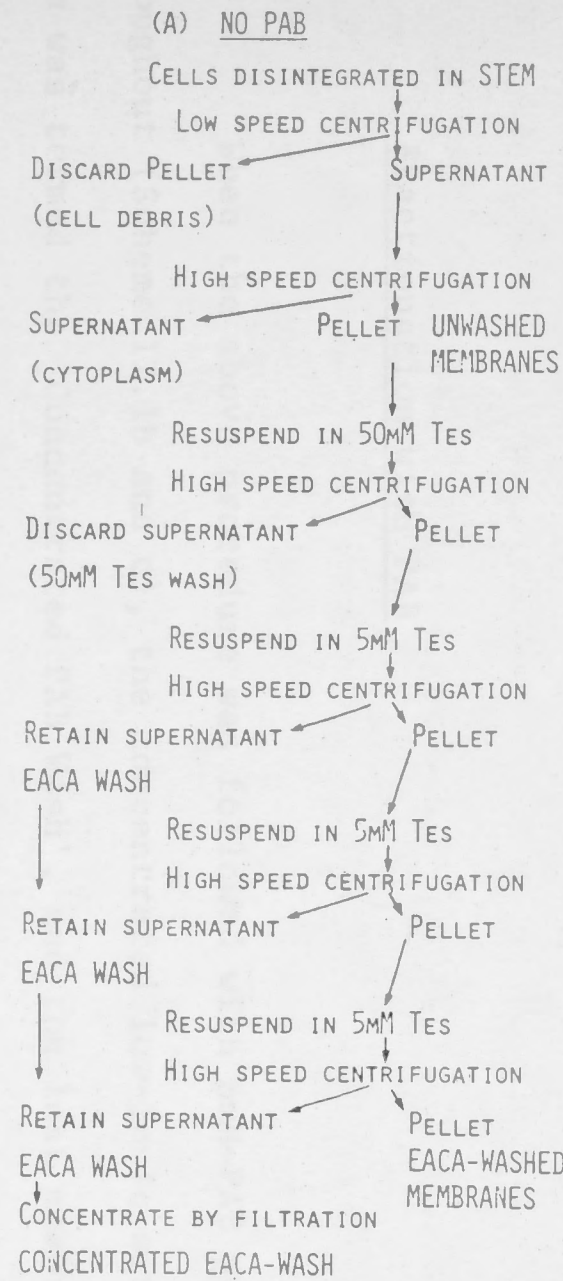 (A) NO PAB
CELLS DISINTEGRATED IN STEM
LOW SPEED CENTRIFUGATION
DISCARD PELLET SUPERNATANT
(CELL DEBRIS)
HIGH SPEED CENTRIFUGATION
SUPERNATANT PELLET UNWASHED
(CYTOPLASM) MEMBRANES
RESUSPEND IN 50MM TES
HIGH SPEED CENTRIFUGATION
DISCARD SUPERNATANT PELLET
(50MM TES WASH)
RESUSPEND IN 5MM TES
HIGH SPEED CENTRIFUGATION
RETAIN SUPERNATANT PELLET
EACA WASH
RESUSPEND IN 5MM TES
HIGH SPEED CENTRIFUGATION
RETAIN SUPERNATANT PELLET
EACA WASH
RESUSPEND IN 5MM TES
HIGH SPEED CENTRIFUGATION
RETAIN SUPERNATANT PELLET
EACA WASH EACA-WASHED
MEMBRANES
CONCENTRATE BY FILTRATION
CONCENTRATED EACA-WASH